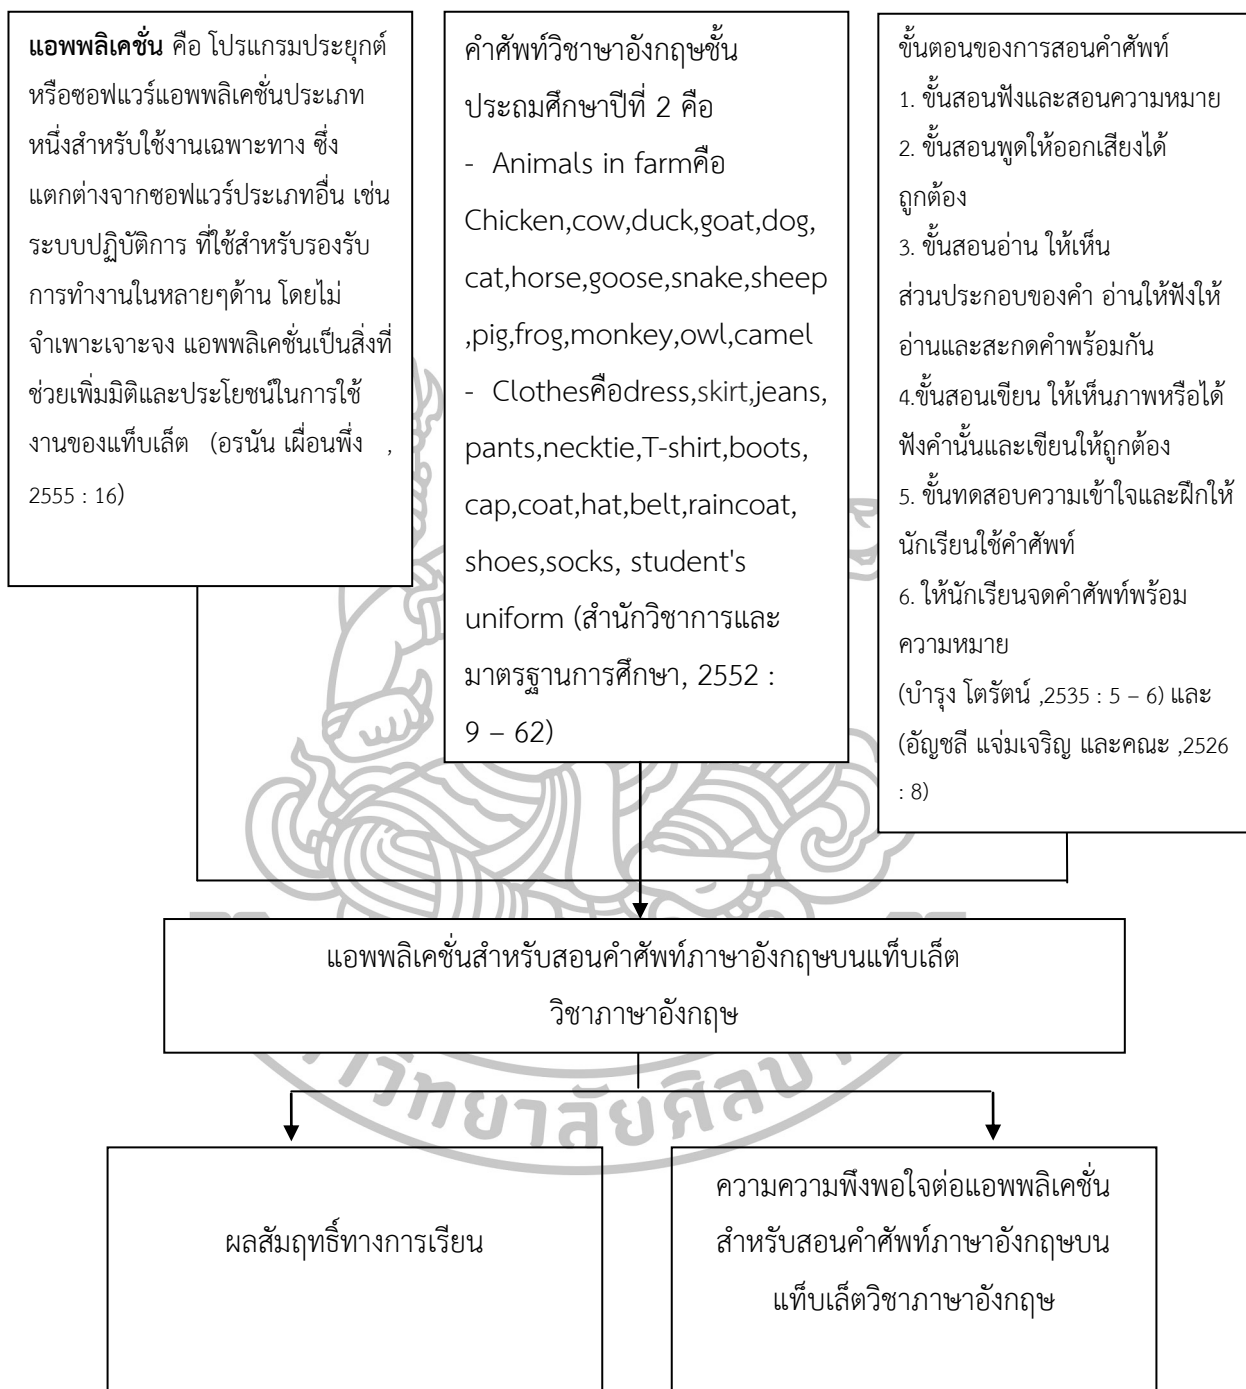 แอพพลิเคชั่น คือ โปรแกรมประยุกต์
หรือซอฟแวร์แอพพลิเคชั่นประเภท
หนึ่งสำหรับใช้งานเฉพาะทาง ซึ่ง
แตกต่างจากซอฟแวร์ประเภทอื่น เช่น
ระบบปฏิบัติการ ที่ใช้สำหรับรองรับ
การทำงานในหลายๆด้าน โดยไม่
จำเพาะเจาะจง แอพพลิเคชั่นเป็นสิ่งที่
ช่วยเพิ่มมิติและประโยชน์ในการใช้
งานของแท็บเล็ต (อรนัน เผื่อนพึ่ง ,
2555 : 16)
คำศัพท์วิชาษาอังกฤษชั้น
ประถมศึกษาปีที่ 2 คือ
- Animals in farmคือ
Chicken,cow,duck,goat,dog,
cat,horse,goose,snake,sheep
,pig,frog,monkey,owl,camel
- Clothesคือdress,skirt,jeans,
pants,necktie,T-shirt,boots,
cap,coat,hat,belt,raincoat,
shoes,socks, student's
uniform (สำนักวิชาการและ
มาตรฐานการศึกษา, 2552 :
9 – 62)
ขั้นตอนของการสอนคำศัพท์
1. ขั้นสอนฟังและสอนความหมาย
2. ขั้นสอนพูดให้ออกเสียงได้
ถูกต้อง
3. ขั้นสอนอ่าน ให้เห็น
ส่วนประกอบของคำ อ่านให้ฟังให้
อ่านและสะกดคำพร้อมกัน
4.ขั้นสอนเขียน ให้เห็นภาพหรือได้
ฟังคำนั้นและเขียนให้ถูกต้อง
5. ขั้นทดสอบความเข้าใจและฝึกให้
นักเรียนใช้คำศัพท์
6. ให้นักเรียนจดคำศัพท์พร้อม
ความหมาย
(บำรุง โตรัตน์ ,2535 : 5 – 6) และ
(อัญชลี แจ่มเจริญ และคณะ ,2526
: 8)
แอพพลิเคชั่นสำหรับสอนคำศัพท์ภาษาอังกฤษบนแท็บเล็ต
วิชาภาษาอังกฤษ
ผลสัมฤทธิ์ทางการเรียน
ความความพึงพอใจต่อแอพพลิเคชั่น
สำหรับสอนคำศัพท์ภาษาอังกฤษบน
แท็บเล็ตวิชาภาษาอังกฤษ